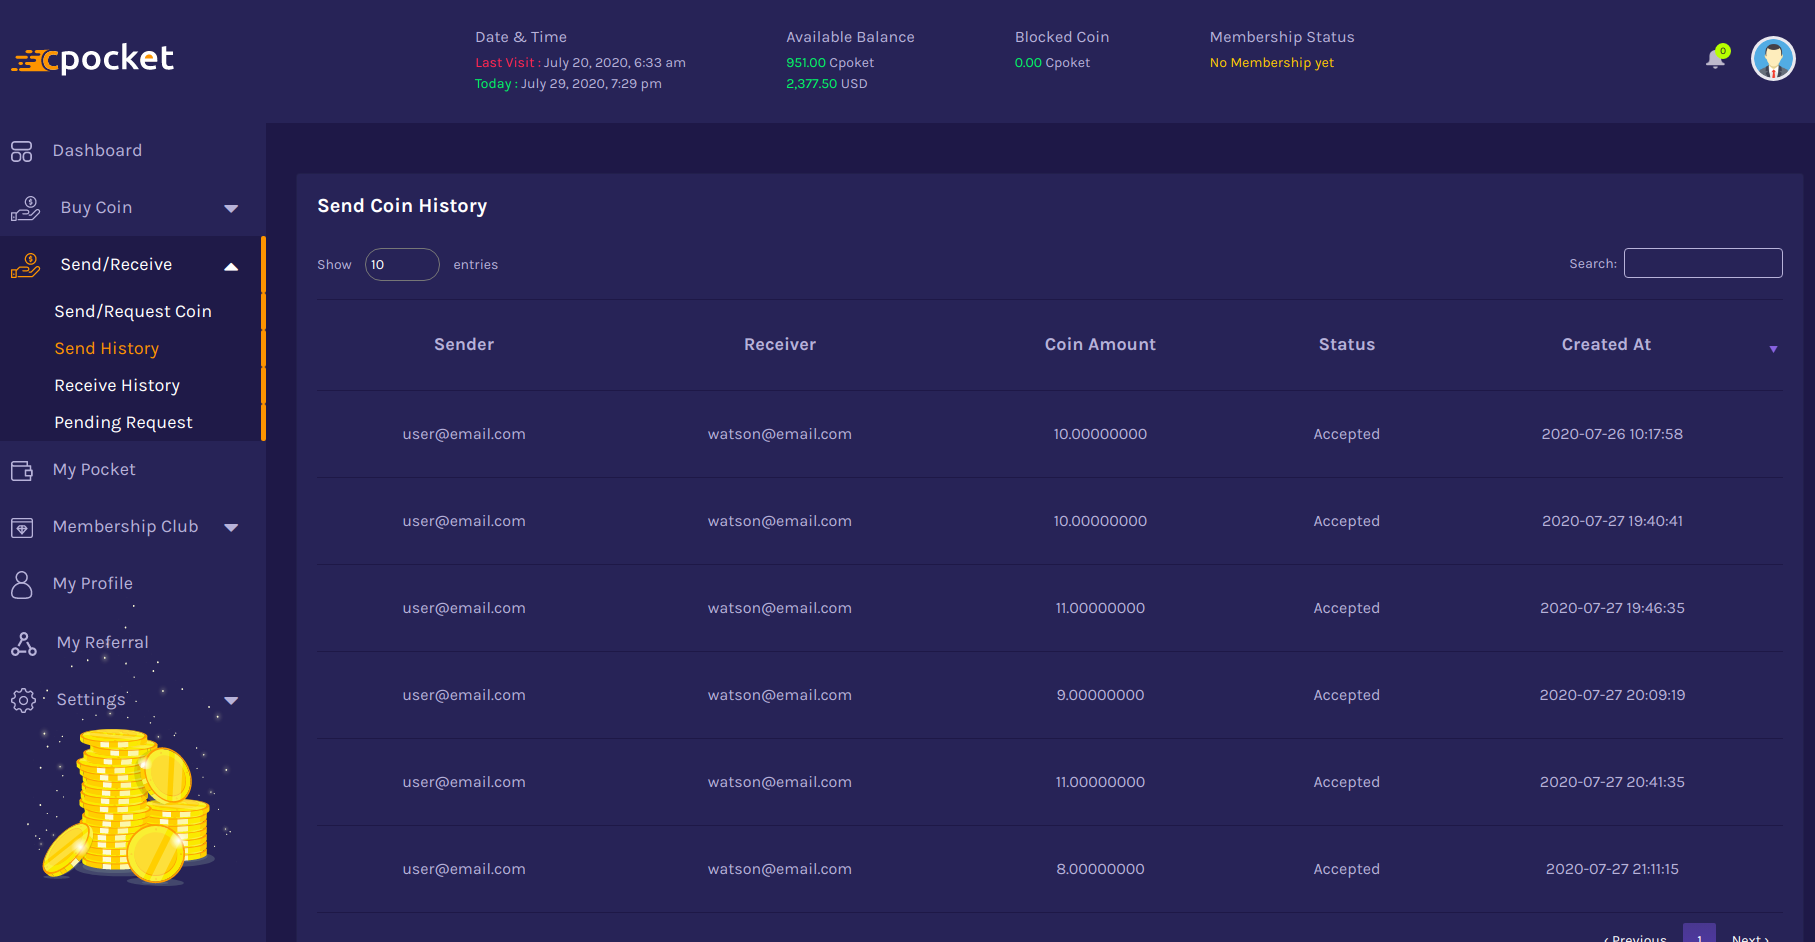 cpocket
Date & Time
Last Visit : July 20, 2020, 6:33 am
Today : July 29, 2020, 7:29 pm
Available Balance
951.00 Cpoket
2,377.50 USD
Blocked Coin
0.00 Cpoket
Membership Status
No Membership yet
0
Dashboard
Buy Coin
Send/Receive
Send/Request Coin
Send History
Receive History
Pending Request
My Pocket
Membership Club
My Profile
My Referral
Settings
Send Coin History
Show 10 entries
Search:
Sender Receiver Coin Amount Status Created At
user@email.com watson@email.com 10.00000000 Accepted 2020-07-26 10:17:58
user@email.com watson@email.com 10.00000000 Accepted 2020-07-27 19:40:41
user@email.com watson@email.com 11.00000000 Accepted 2020-07-27 19:46:35
user@email.com watson@email.com 9.00000000 Accepted 2020-07-27 20:09:19
user@email.com watson@email.com 11.00000000 Accepted 2020-07-27 20:41:35
user@email.com watson@email.com 8.00000000 Accepted 2020-07-27 21:11:15
‹ Previous 1 Next ›